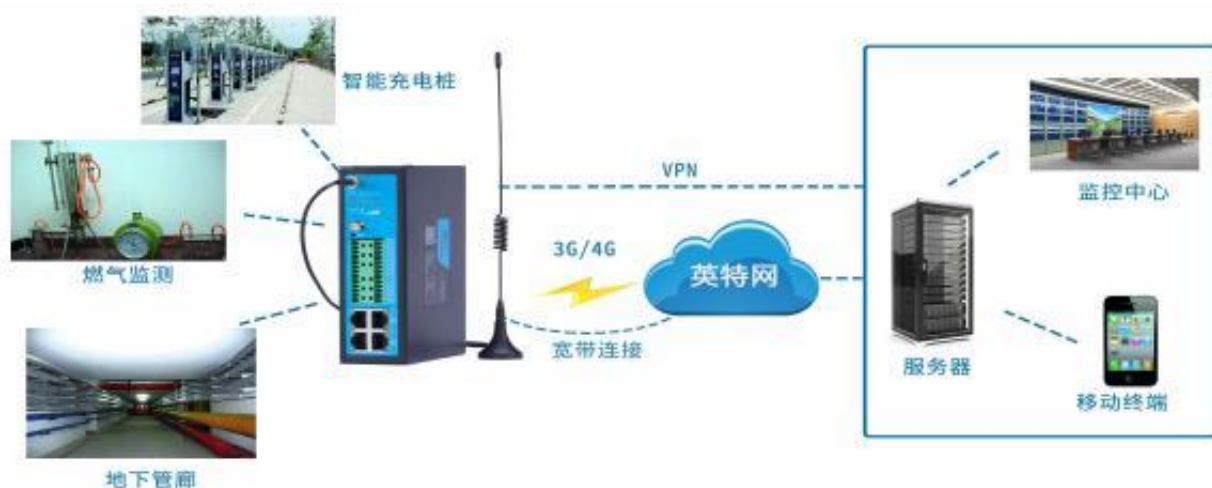 智能充电桩
燃气监测
地下管廊
VPN
3G/4G
英特网
宽带连接
服务器
监控中心
移动终端